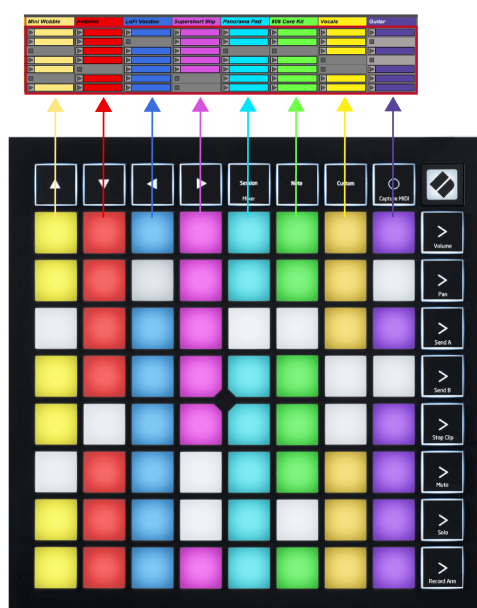 Mini Wobble
LoFi Voodoo
Supershort Stip
Panorama Pad
808 Core Kit
Vocals
Guitar
Session
Mixer
Note
Custom
Capture MIDI
Volume
Pan
Send A
Send B
Stop Clip
Mute
Solo
Record Arm